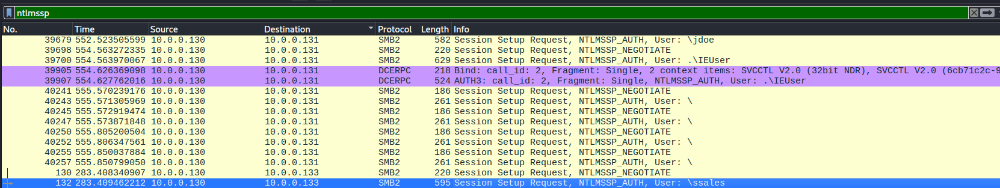 ntlmssp
No. Time Source Destination Protocol Length Info
39679 552.523505599 10.0.0.130 10.0.0.131 SMB2 582 Session Setup Request, NTLMSSP_AUTH, User: \jdoe
39698 554.563272335 10.0.0.130 10.0.0.131 SMB2 220 Session Setup Request, NTLMSSP_NEGOTIATE
39700 554.563970067 10.0.0.130 10.0.0.131 SMB2 629 Session Setup Request, NTLMSSP_AUTH, User: .\IEUser
39905 554.626369098 10.0.0.130 10.0.0.131 DCERPC 218 Bind: call_id: 2, Fragment: Single, 2 context items: SVCCTL V2.0 (32bit NDR), SVCCTL V2.0 (6cb71c2c-9
39907 554.627762016 10.0.0.130 10.0.0.131 DCERPC 524 AUTH3: call_id: 2, Fragment: Single, NTLMSSP_AUTH, User: .\IEUser
40241 555.570239176 10.0.0.130 10.0.0.131 SMB2 186 Session Setup Request, NTLMSSP_NEGOTIATE
40243 555.571305969 10.0.0.130 10.0.0.131 SMB2 261 Session Setup Request, NTLMSSP_AUTH, User: \
40245 555.572919474 10.0.0.130 10.0.0.131 SMB2 186 Session Setup Request, NTLMSSP_NEGOTIATE
40247 555.573871848 10.0.0.130 10.0.0.131 SMB2 261 Session Setup Request, NTLMSSP_AUTH, User: \
40250 555.805200504 10.0.0.130 10.0.0.131 SMB2 186 Session Setup Request, NTLMSSP_NEGOTIATE
40252 555.806347561 10.0.0.130 10.0.0.131 SMB2 261 Session Setup Request, NTLMSSP_AUTH, User: \
40255 555.850037884 10.0.0.130 10.0.0.131 SMB2 186 Session Setup Request, NTLMSSP_NEGOTIATE
40257 555.850799050 10.0.0.130 10.0.0.131 SMB2 261 Session Setup Request, NTLMSSP_AUTH, User: \
130 283.408340907 10.0.0.130 10.0.0.133 SMB2 220 Session Setup Request, NTLMSSP_NEGOTIATE
132 283.409462212 10.0.0.130 10.0.0.133 SMB2 595 Session Setup Request, NTLMSSP_AUTH, User: \ssales